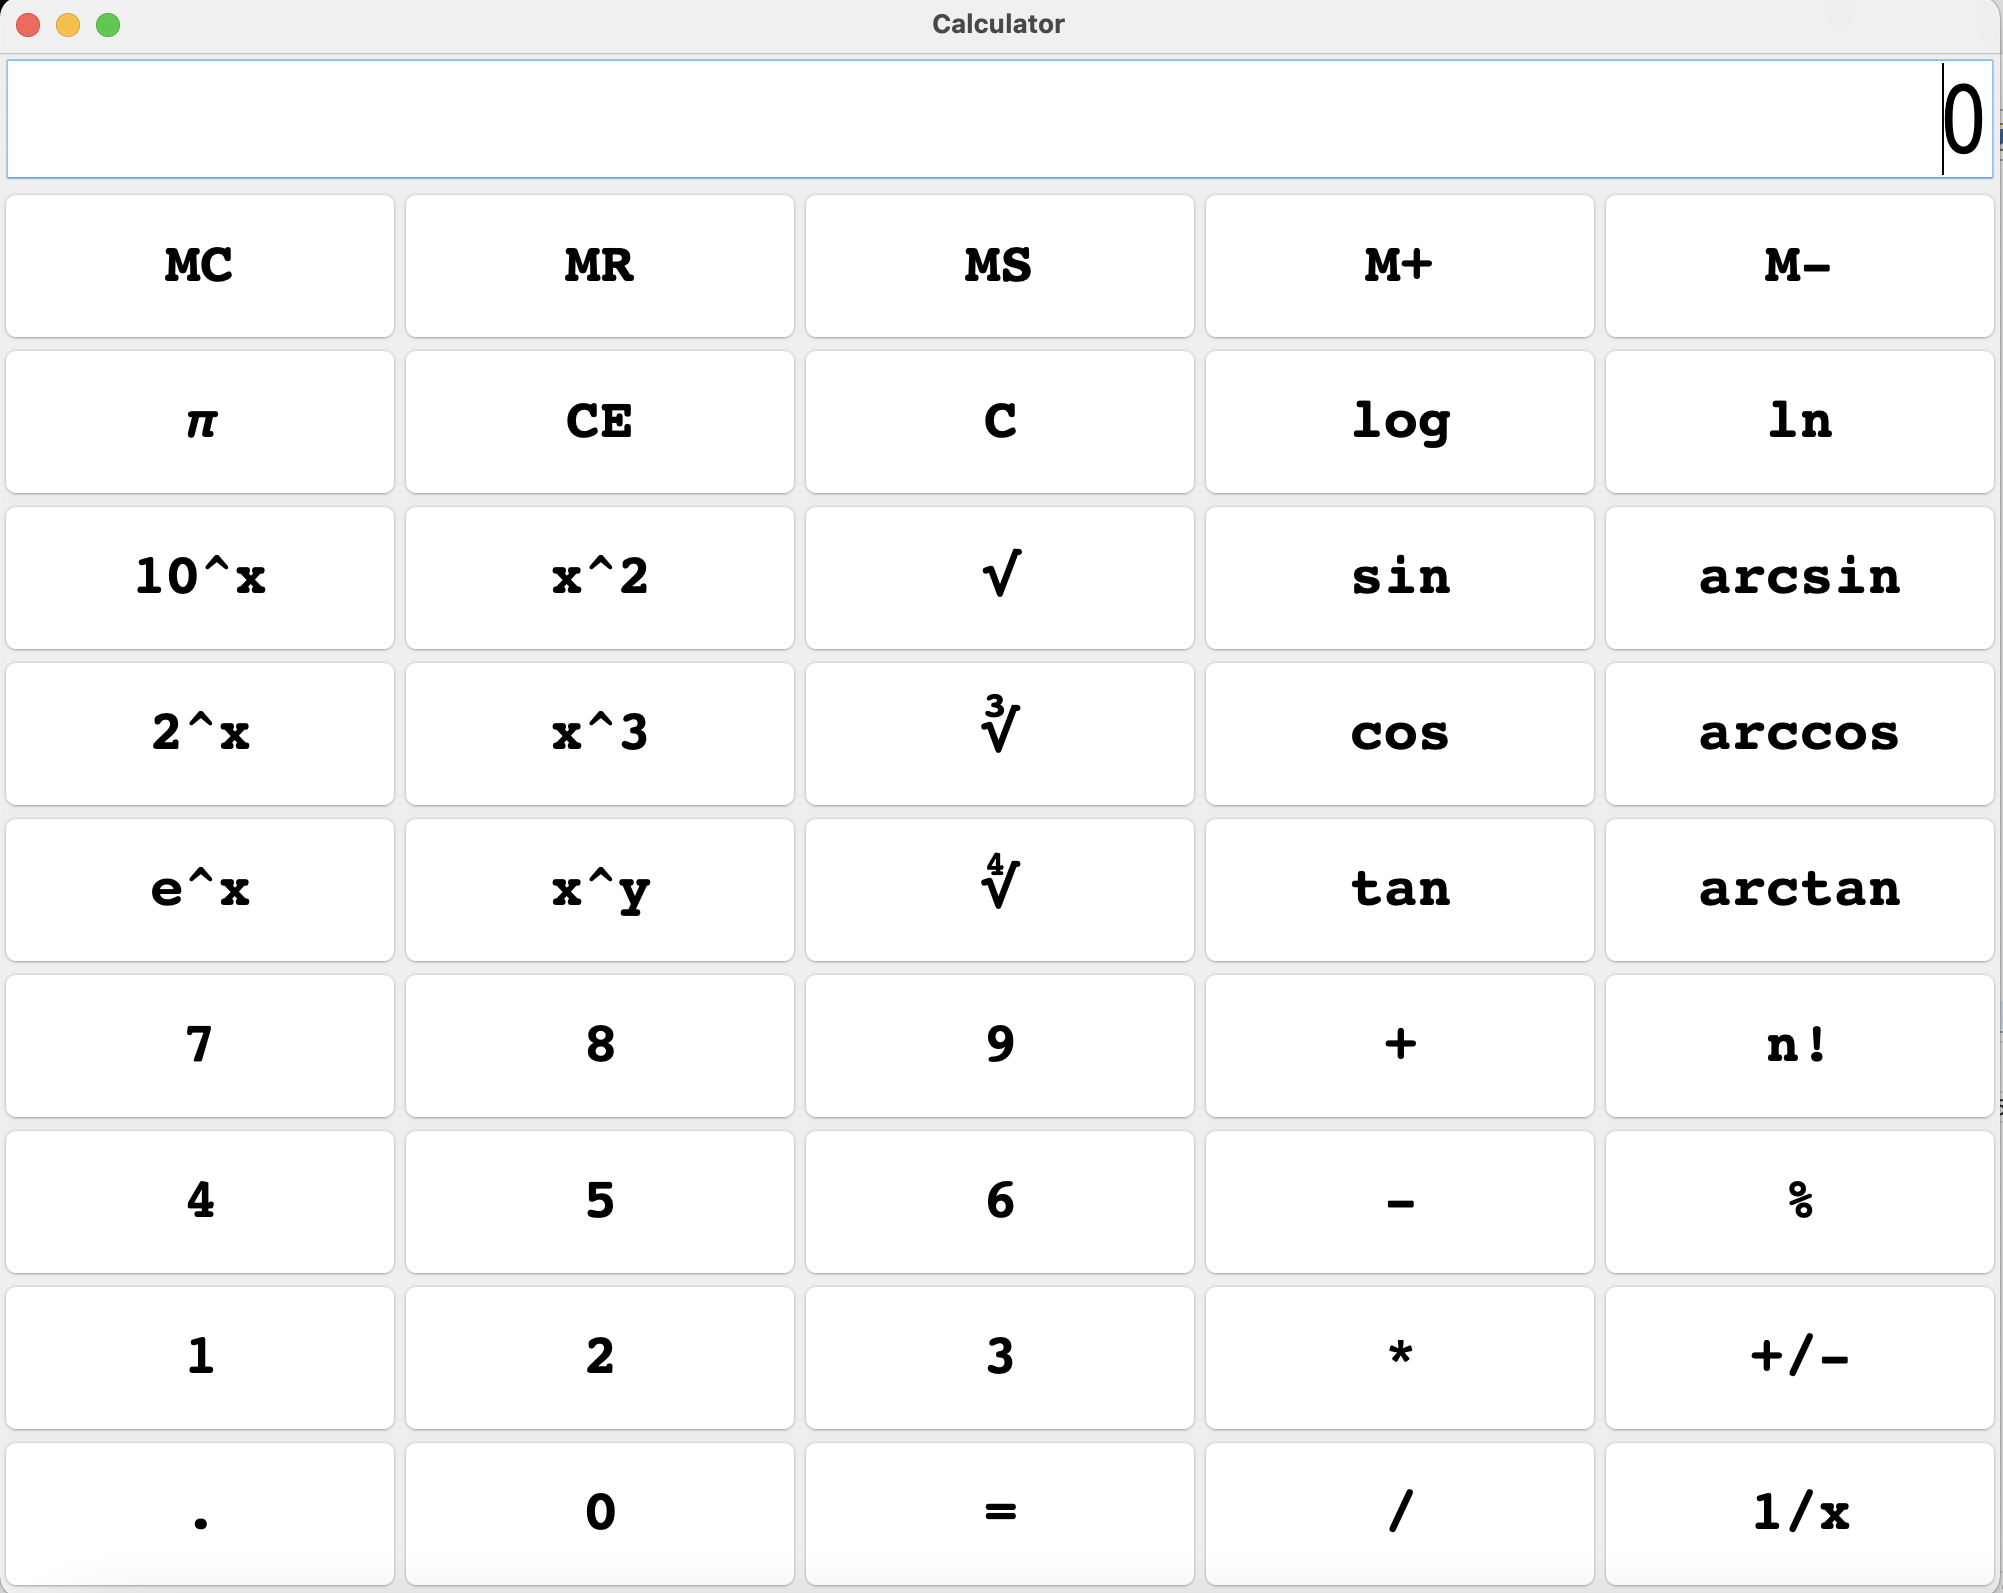 Calculator
0
MC MR MS M+ M-
π CE C log ln
10^x x^2 √ sin arcsin
2^x x^3 ∛ cos arccos
e^x x^y ∜ tan arctan
7 8 9 + n!
4 5 6 - %
1 2 3 * +/-
. 0 = / 1/x